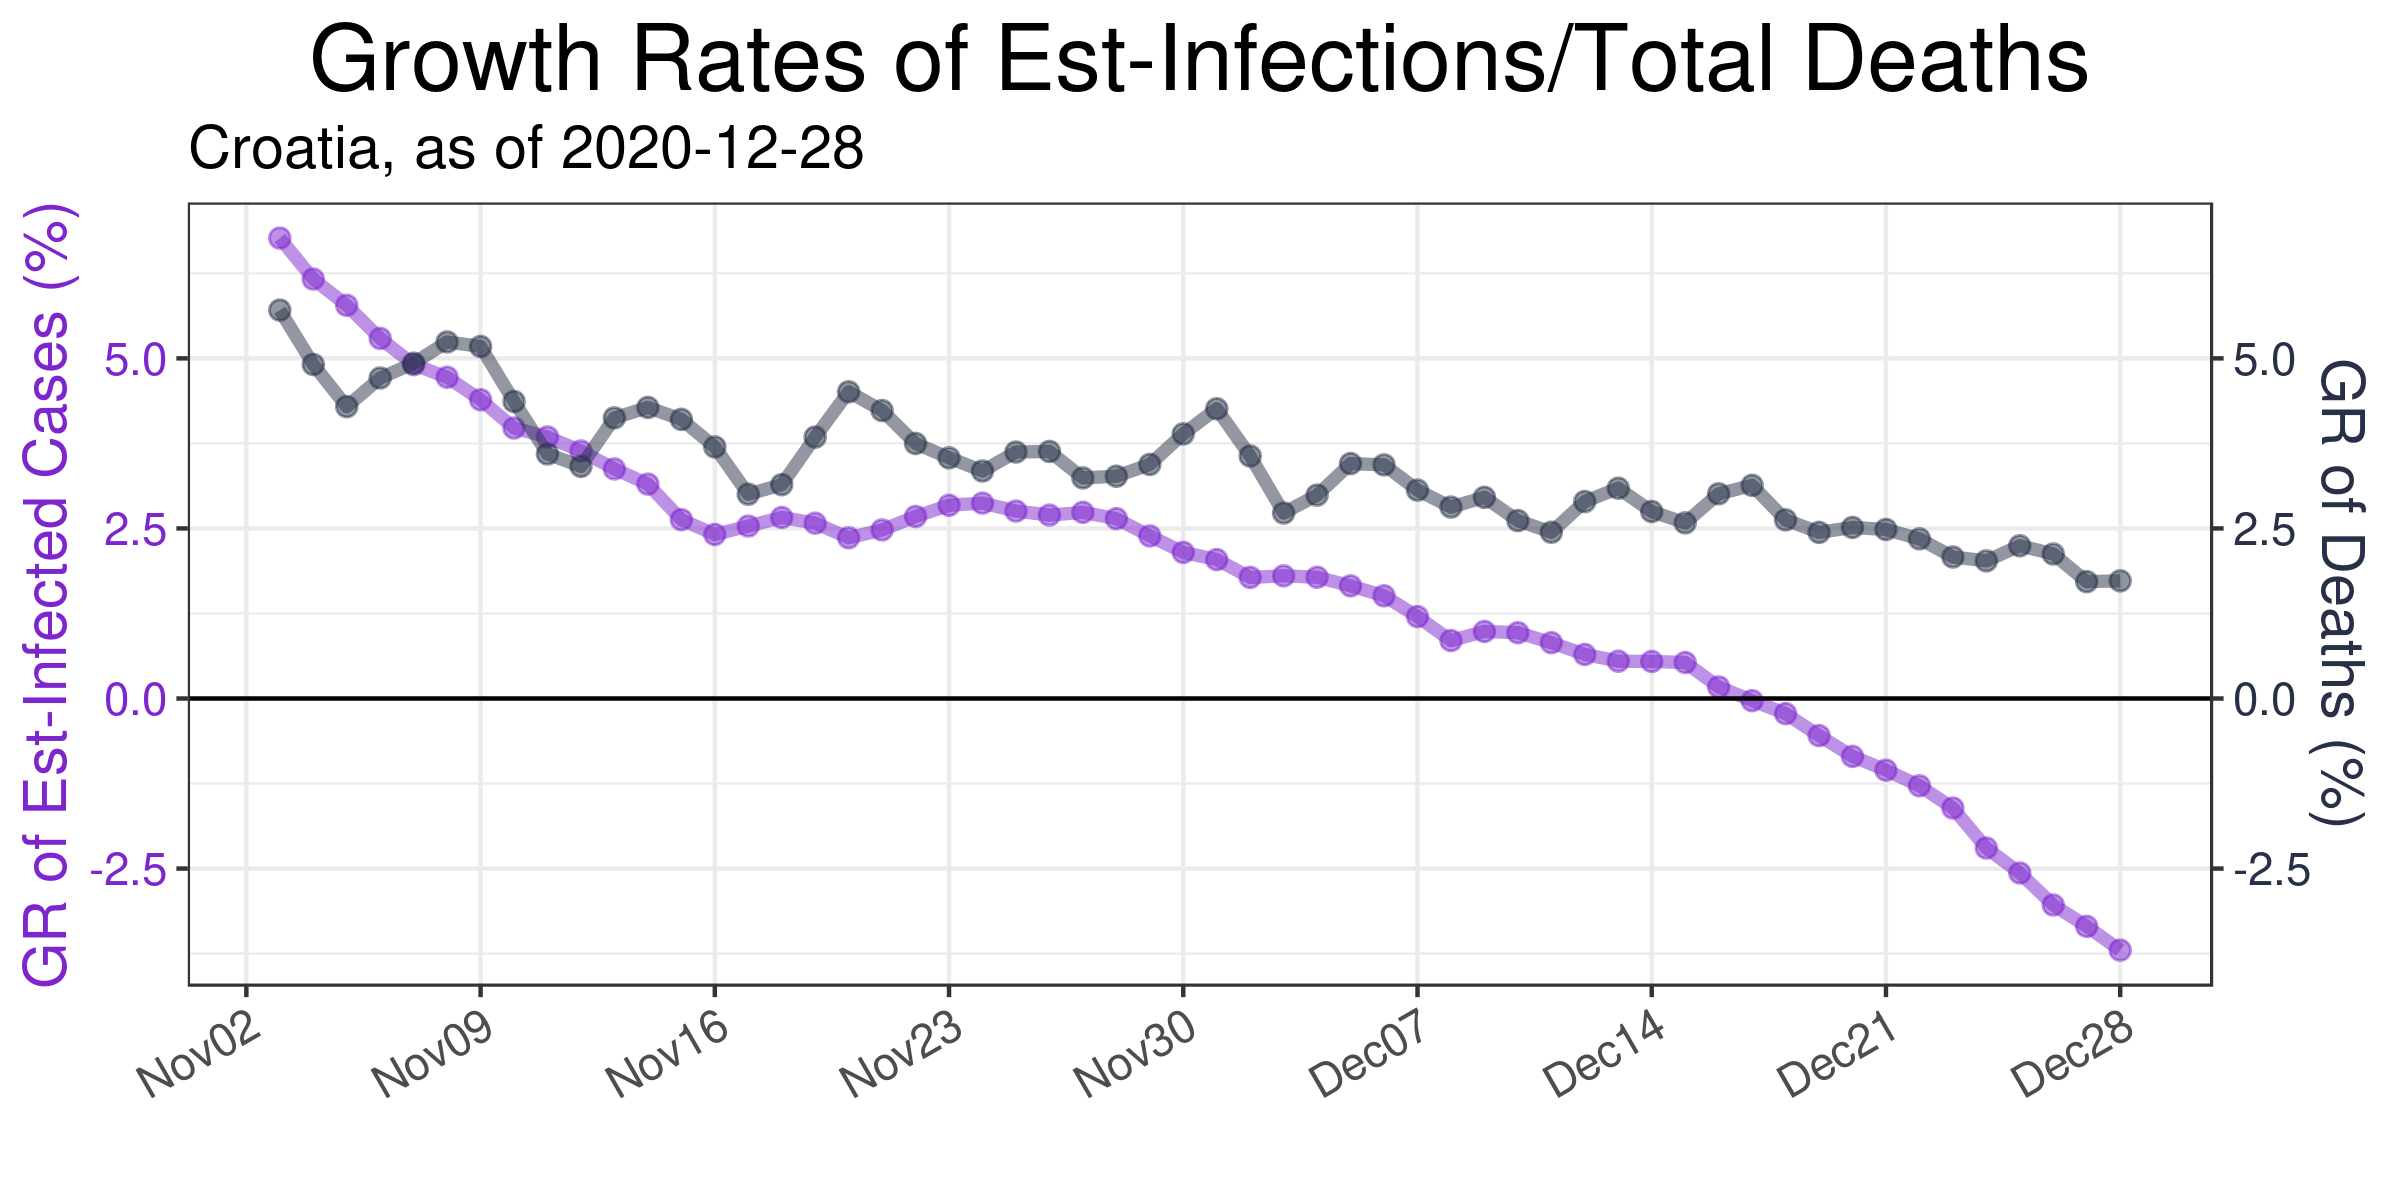 Growth Rates of Est-Infections/Total Deaths
Croatia, as of 2020-12-28
GR of Est-Infected Cases (%)
5.0
2.5
0.0
-2.5
5.0
2.5
0.0
-2.5
GR of Deaths (%)
Nov02
Nov09
Nov16
Nov23
Nov30
Dec07
Dec14
Dec21
Dec28